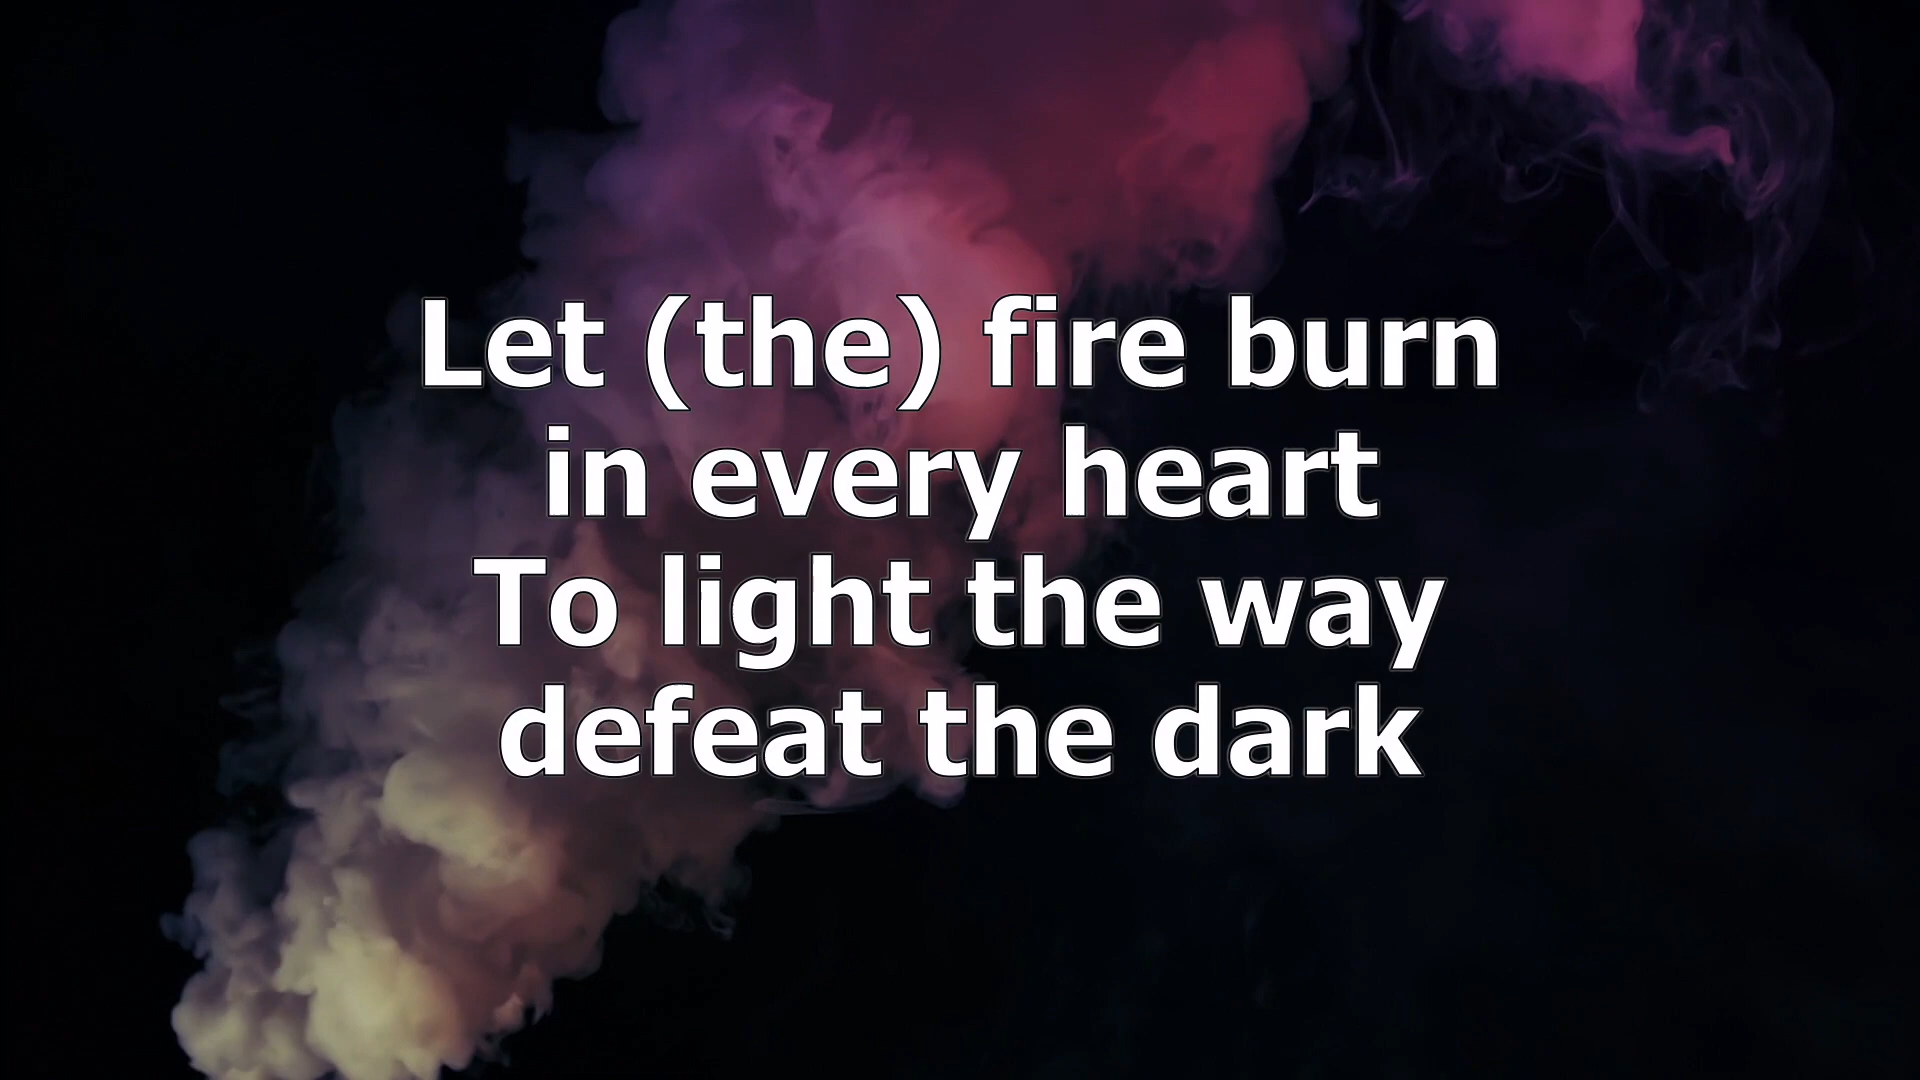 Let (the) fire burn
in every heart
To light the way
defeat the dark